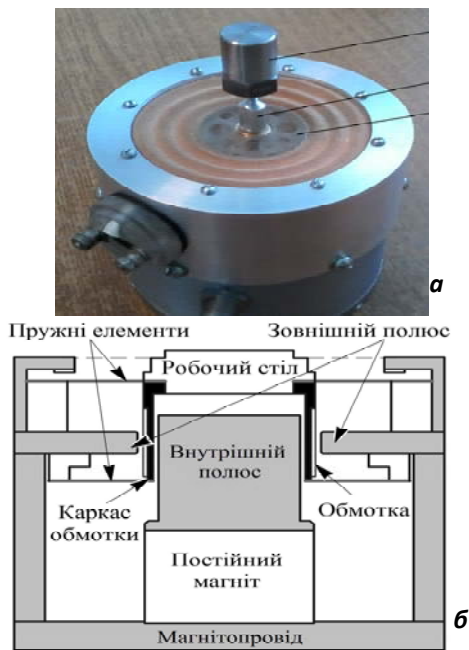 а
Пружні елементи
Зовнішній полюс
Робочий стіл
Внутрішній
полюс
Каркас
обмотки
Обмотка
Постійний
магніт
б
Магнітопровід